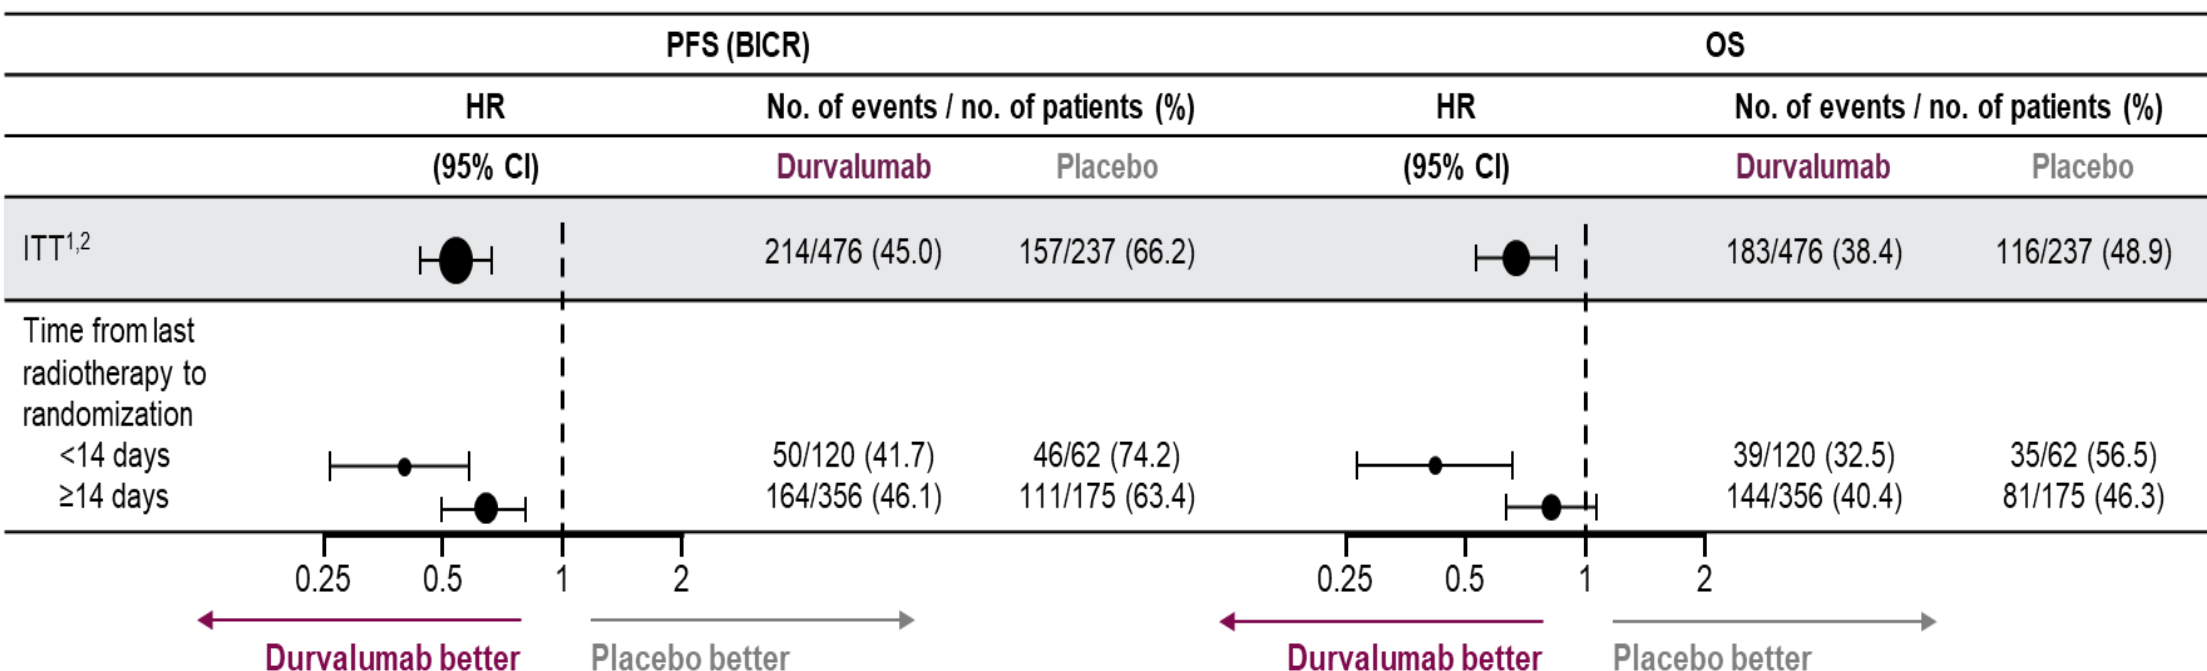 PFS (BICR) OS
HR No. of events / no. of patients (%) HR No. of events / no. of patients (%)
(95% CI) Durvalumab Placebo (95% CI) Durvalumab Placebo
ITT1,2 214/476 (45.0) 157/237 (66.2) 183/476 (38.4) 116/237 (48.9)
Time from last
radiotherapy to
randomization
<14 days 50/120 (41.7) 46/62 (74.2) 39/120 (32.5) 35/62 (56.5)
≥14 days 164/356 (46.1) 111/175 (63.4) 144/356 (40.4) 81/175 (46.3)
0.25 0.5 1 2 0.25 0.5 1 2
Durvalumab better Placebo better Durvalumab better Placebo better